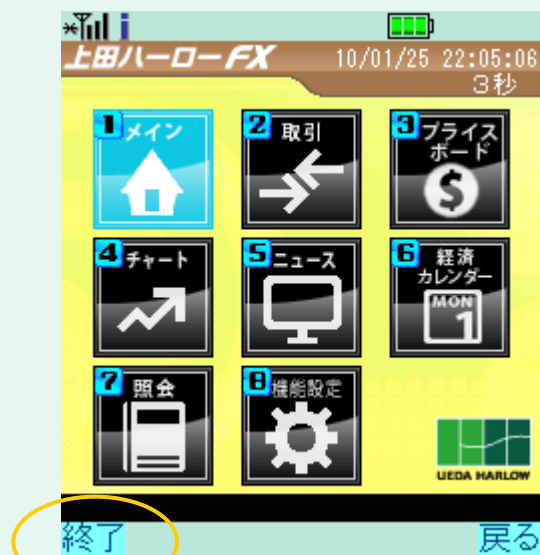 上田ハーローFX
10/01/25 22:05:06
3秒
1 メイン
2 取引
3 プライス
ボード
4 チャート
5 ニュース
6 経済
カレンダー
MON
1
7 照会
8 機能設定
UEDA HARLOW
終了
戻る